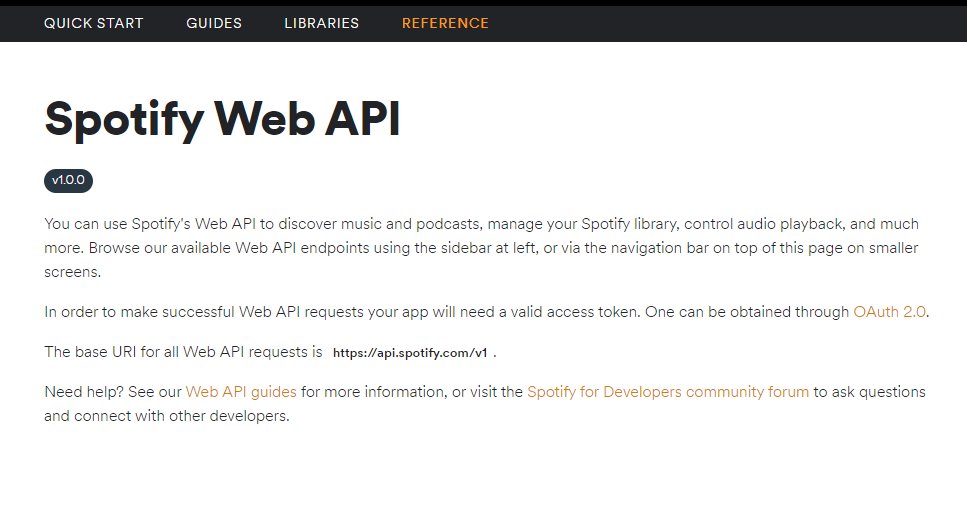 QUICK START GUIDES LIBRARIES REFERENCE
Spotify Web API
v1.0.0
You can use Spotify's Web API to discover music and podcasts, manage your Spotify library, control audio playback, and much
more. Browse our available Web API endpoints using the sidebar at left, or via the navigation bar on top of this page on smaller
screens.
In order to make successful Web API requests your app will need a valid access token. One can be obtained through OAuth 2.0.
The base URI for all Web API requests is https://api.spotify.com/v1 .
Need help? See our Web API guides for more information, or visit the Spotify for Developers community forum to ask questions
and connect with other developers.